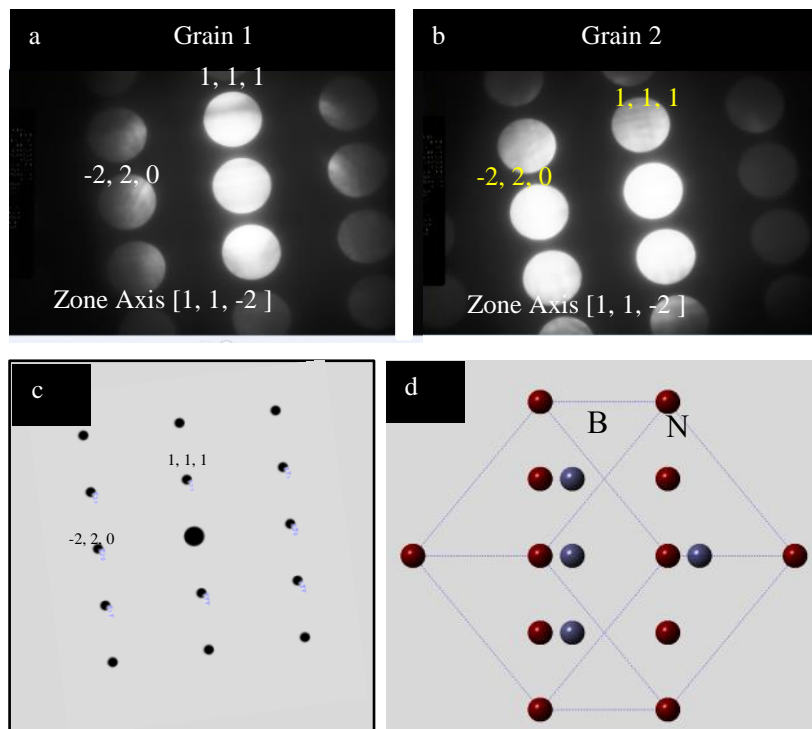 a
Grain 1
1, 1, 1
-2, 2, 0
Zone Axis [1, 1, -2 ]
b
Grain 2
1, 1, 1
-2, 2, 0
Zone Axis [1, 1, -2 ]
c
1, 1, 1
-2, 2, 0
d
B
N